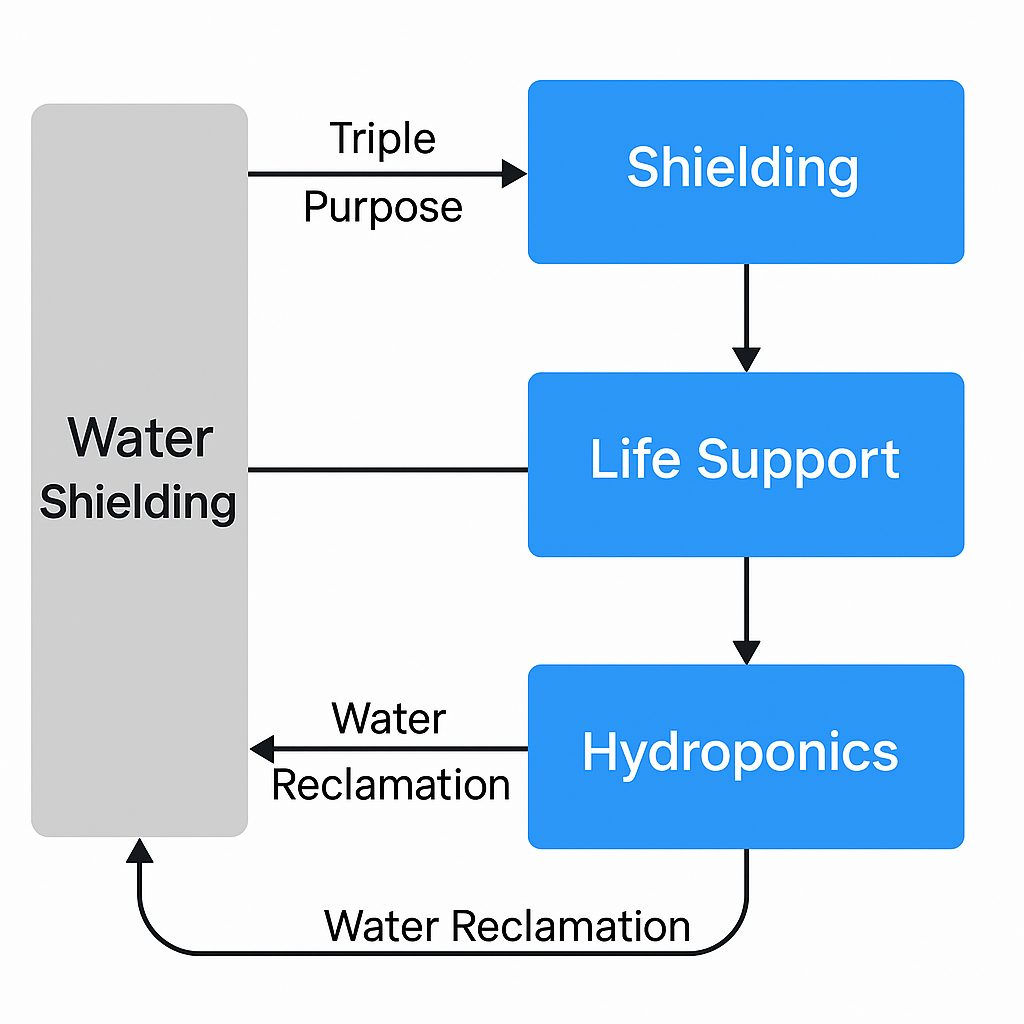 Triple
Purpose
Shielding
Water
Shielding
Life Support
Water
Reclamation
Hydroponics
Water Reclamation